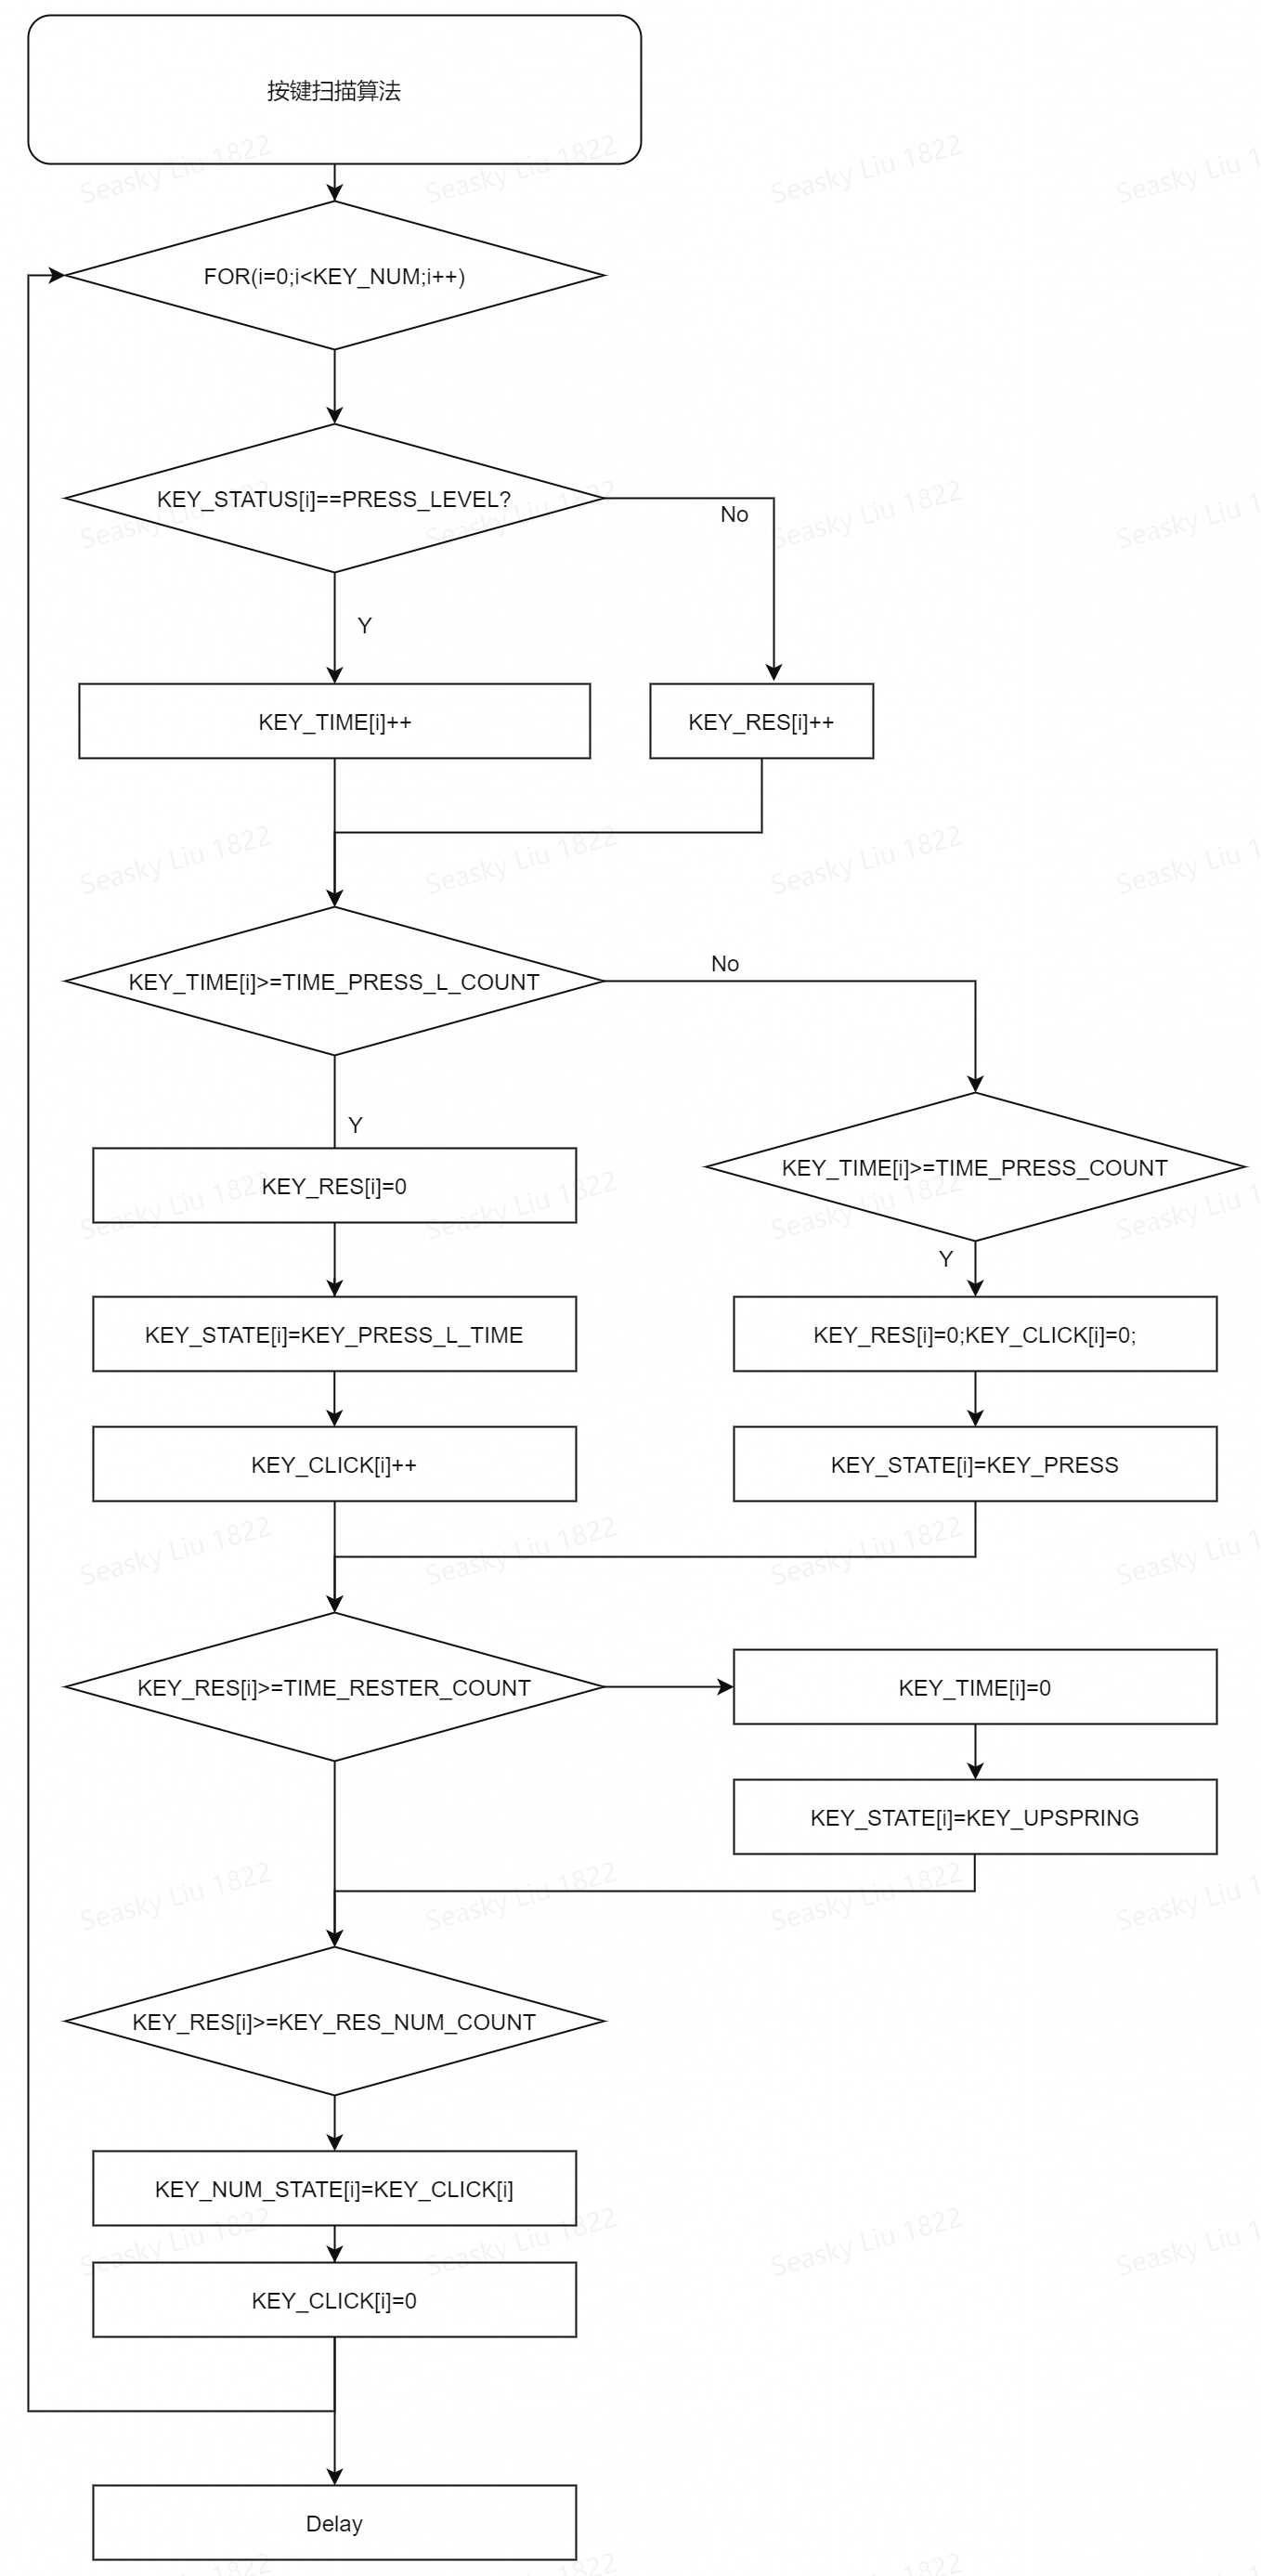 按键扫描算法
FOR(i=0;i<KEY_NUM;i++)
KEY_STATUS[i]==PRESS_LEVEL?
No
Y
KEY_TIME[i]++
KEY_RES[i]++
KEY_TIME[i]>=TIME_PRESS_L_COUNT
No
Y
KEY_RES[i]=0
KEY_TIME[i]>=TIME_PRESS_COUNT
Y
KEY_STATE[i]=KEY_PRESS_L_TIME
KEY_RES[i]=0;KEY_CLICK[i]=0;
KEY_CLICK[i]++
KEY_STATE[i]=KEY_PRESS
KEY_RES[i]>=TIME_RESTER_COUNT
KEY_TIME[i]=0
KEY_STATE[i]=KEY_UPSPRING
KEY_RES[i]>=KEY_RES_NUM_COUNT
KEY_NUM_STATE[i]=KEY_CLICK[i]
KEY_CLICK[i]=0
Delay
Seasky Liu 1822